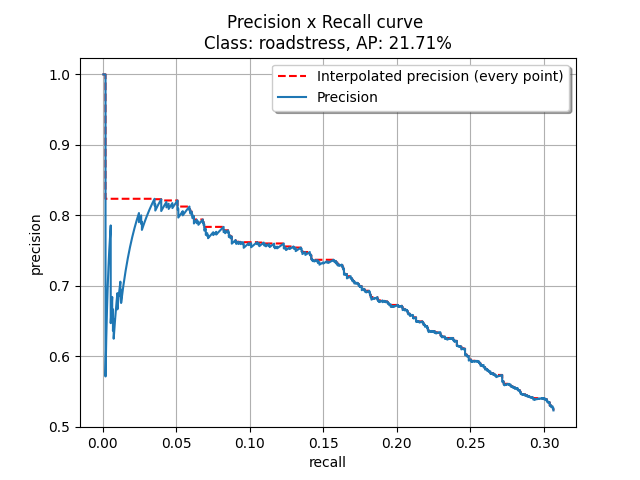 Precision x Recall curve
Class: roadstress, AP: 21.71%
Interpolated precision (every point)
Precision
1.0
0.9
0.8
0.7
0.6
0.5
precision
0.00 0.05 0.10 0.15 0.20 0.25 0.30
recall